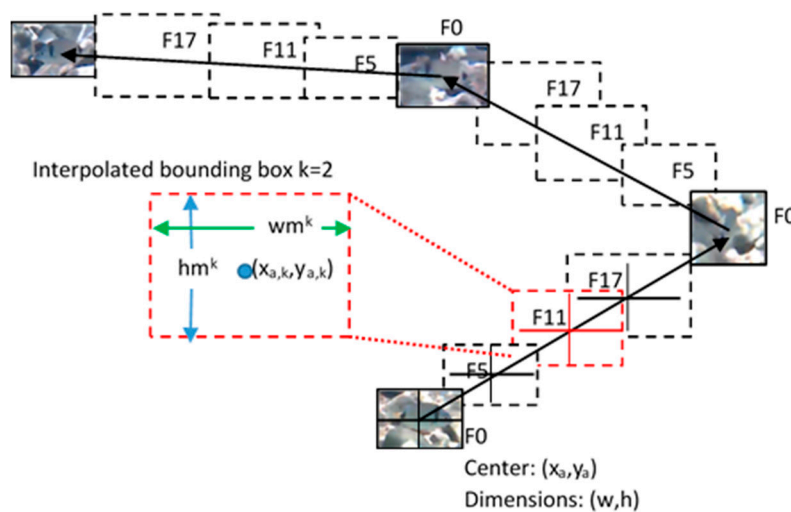 F0
F17
F11
F5
F17
F11
F5
Interpolated bounding box k=2
F0
wmᵏ
hmᵏ
(xₐ,ₖ,yₐ,ₖ)
F17
F11
F5
F0
Center: (xₐ,yₐ)
Dimensions: (w,h)